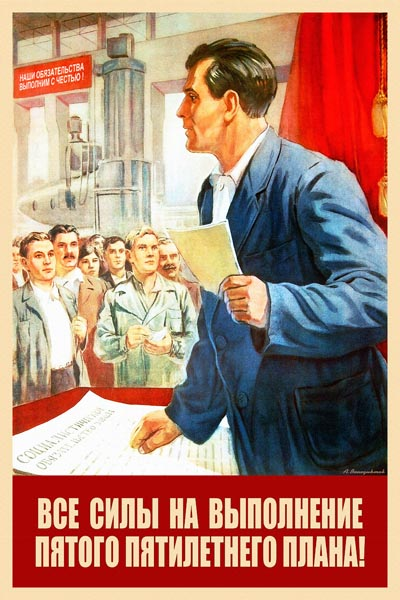 НАШИ ОБЯЗАТЕЛЬСТВА
ВЫПОЛНИМ С ЧЕСТЬЮ!
СОЦИАЛИСТИЧЕСКИЕ
ОБЯЗАТЕЛЬСТВА
ВСЕ СИЛЫ НА ВЫПОЛНЕНИЕ
ПЯТОГО ПЯТИЛЕТНЕГО ПЛАНА!